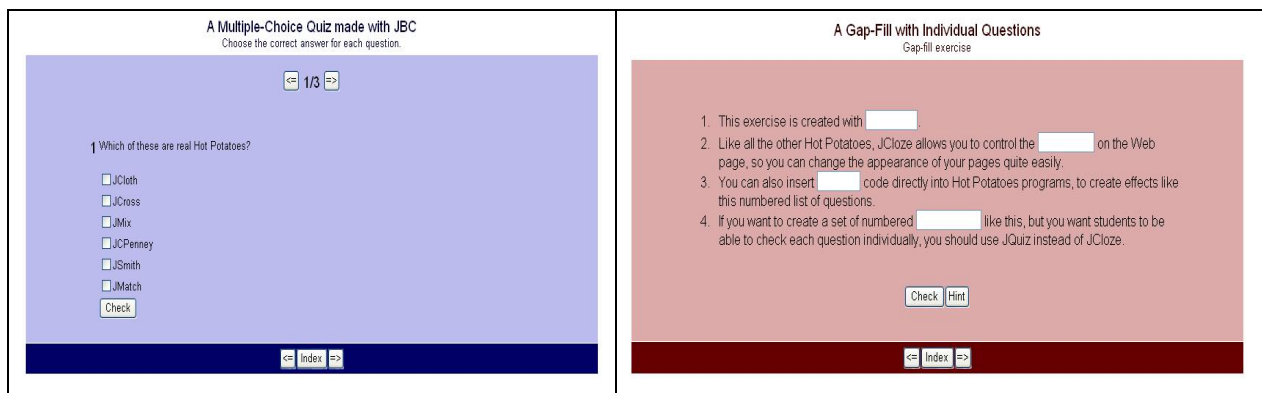 A Multiple-Choice Quiz made with JBC
Choose the correct answer for each question.
<= 1/3 =>
1 Which of these are real Hot Potatoes?
JCloth
JCross
JMix
JCPenney
JSmith
JMatch
Check
<= Index =>
A Gap-Fill with Individual Questions
Gap-fill exercise
1. This exercise is created with .
2. Like all the other Hot Potatoes, JCloze allows you to control the on the Web
page, so you can change the appearance of your pages quite easily.
3. You can also insert code directly into Hot Potatoes programs, to create effects like
this numbered list of questions.
4. If you want to create a set of numbered like this, but you want students to be
able to check each question individually, you should use JQuiz instead of JCloze.
Check Hint
<= Index =>